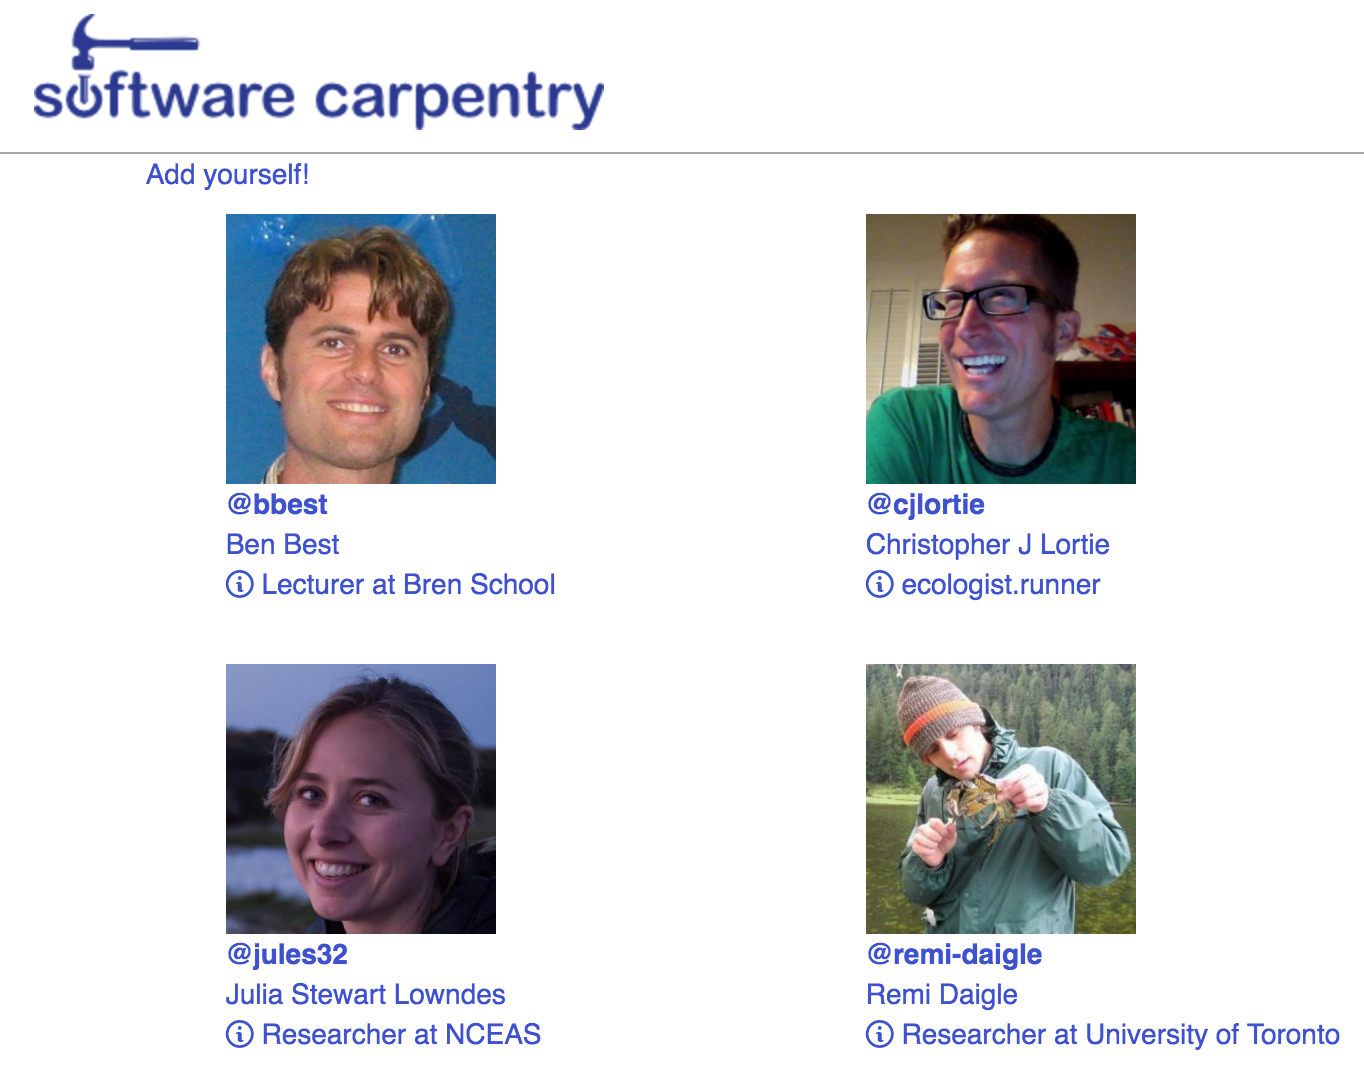 software carpentry
Add yourself!
@bbest
Ben Best
Lecturer at Bren School
@cjlortie
Christopher J Lortie
ecologist.runner
@jules32
Julia Stewart Lowndes
Researcher at NCEAS
@remi-daigle
Remi Daigle
Researcher at University of Toronto